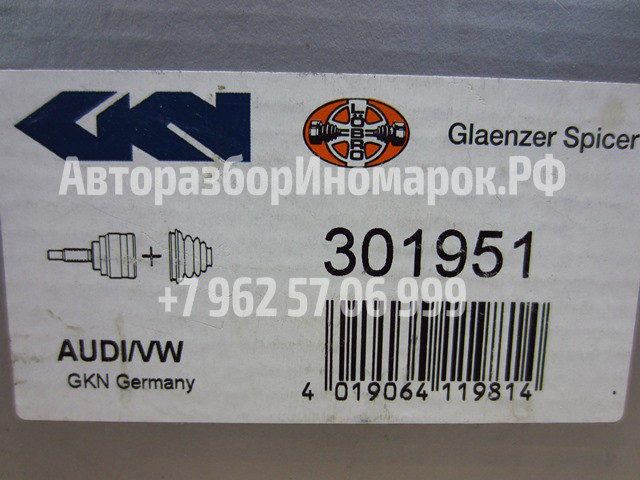 GKN LÖBRO Glaenzer Spicer
АвторазборИномарок.РФ
301951
+7 962 57 06 999
AUDI/VW
GKN Germany
4 019064 119814